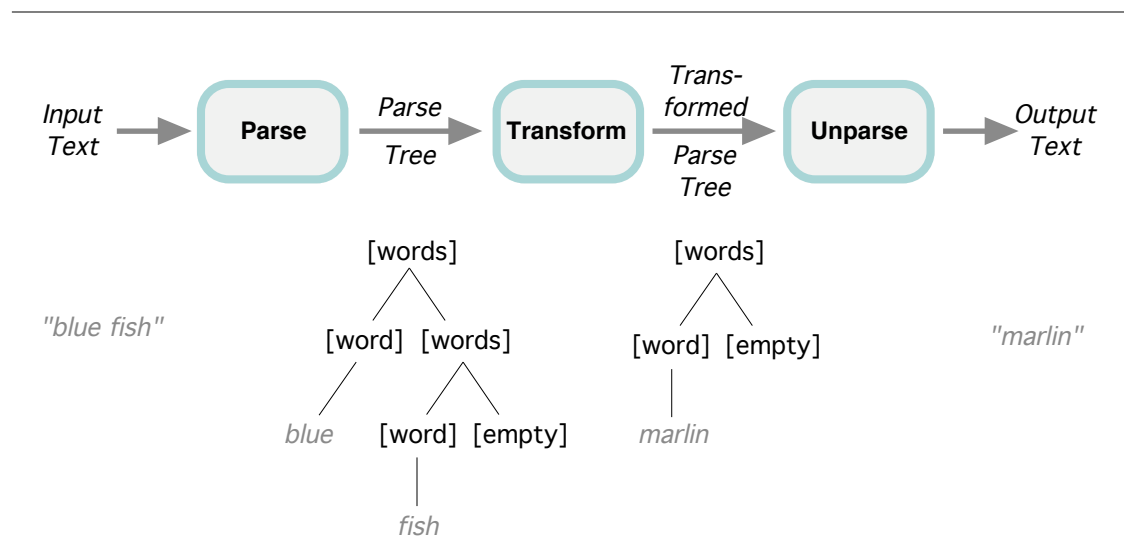 Input
Text
Parse
Parse
Tree
Transform
Trans-
formed
Parse
Tree
Unparse
Output
Text
"blue fish"
[words]
[word] [words]
blue [word] [empty]
fish
[words]
[word] [empty]
marlin
"marlin"